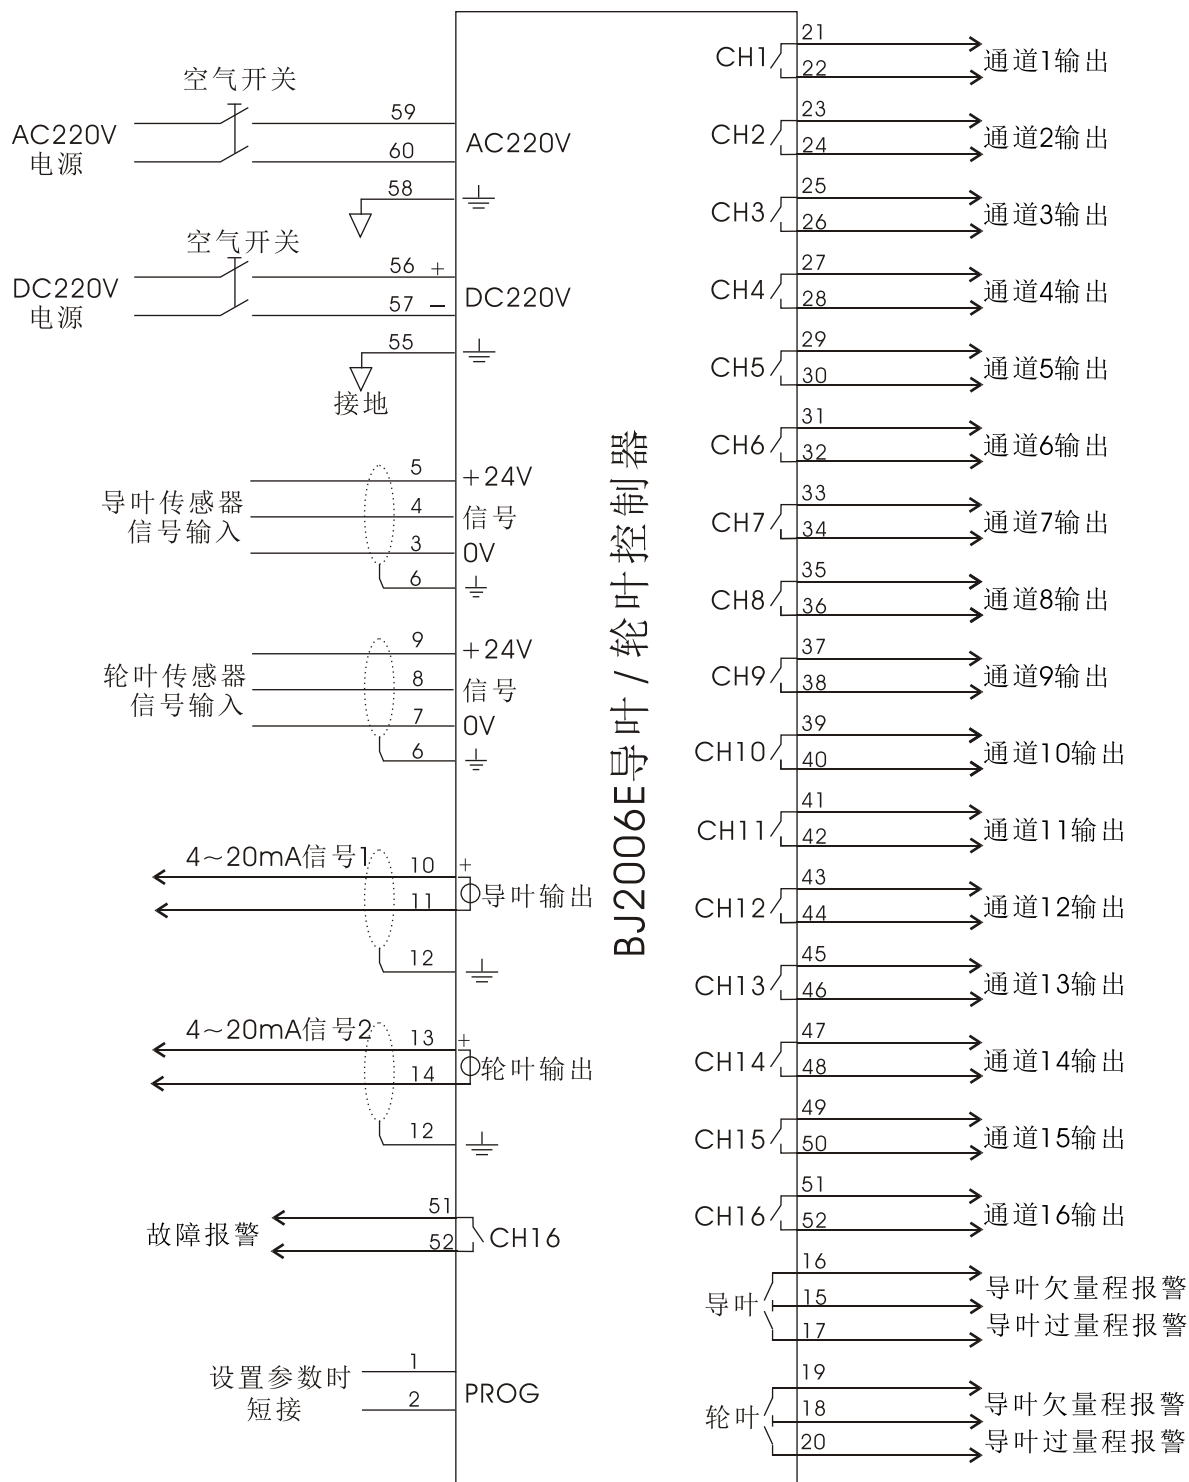 空气开关
AC220V
电源
59
60
58
AC220V
空气开关
DC220V
电源
56 +
57 −
55
DC220V
接地
导叶传感器
信号输入
5
4
3
6
+24V
信号
0V
轮叶传感器
信号输入
9
8
7
6
+24V
信号
0V
4~20mA信号1
10 +
11
导叶输出
12
4~20mA信号2
13 +
14
轮叶输出
12
故障报警
51
52
CH16
设置参数时
短接
1
2
PROG
BJ2006E导叶/轮叶控制器
CH1
21
22
通道1输出
CH2
23
24
通道2输出
CH3
25
26
通道3输出
CH4
27
28
通道4输出
CH5
29
30
通道5输出
CH6
31
32
通道6输出
CH7
33
34
通道7输出
CH8
35
36
通道8输出
CH9
37
38
通道9输出
CH10
39
40
通道10输出
CH11
41
42
通道11输出
CH12
43
44
通道12输出
CH13
45
46
通道13输出
CH14
47
48
通道14输出
CH15
49
50
通道15输出
CH16
51
52
通道16输出
导叶
16
15
17
导叶欠量程报警
导叶过量程报警
轮叶
19
18
20
导叶欠量程报警
导叶过量程报警